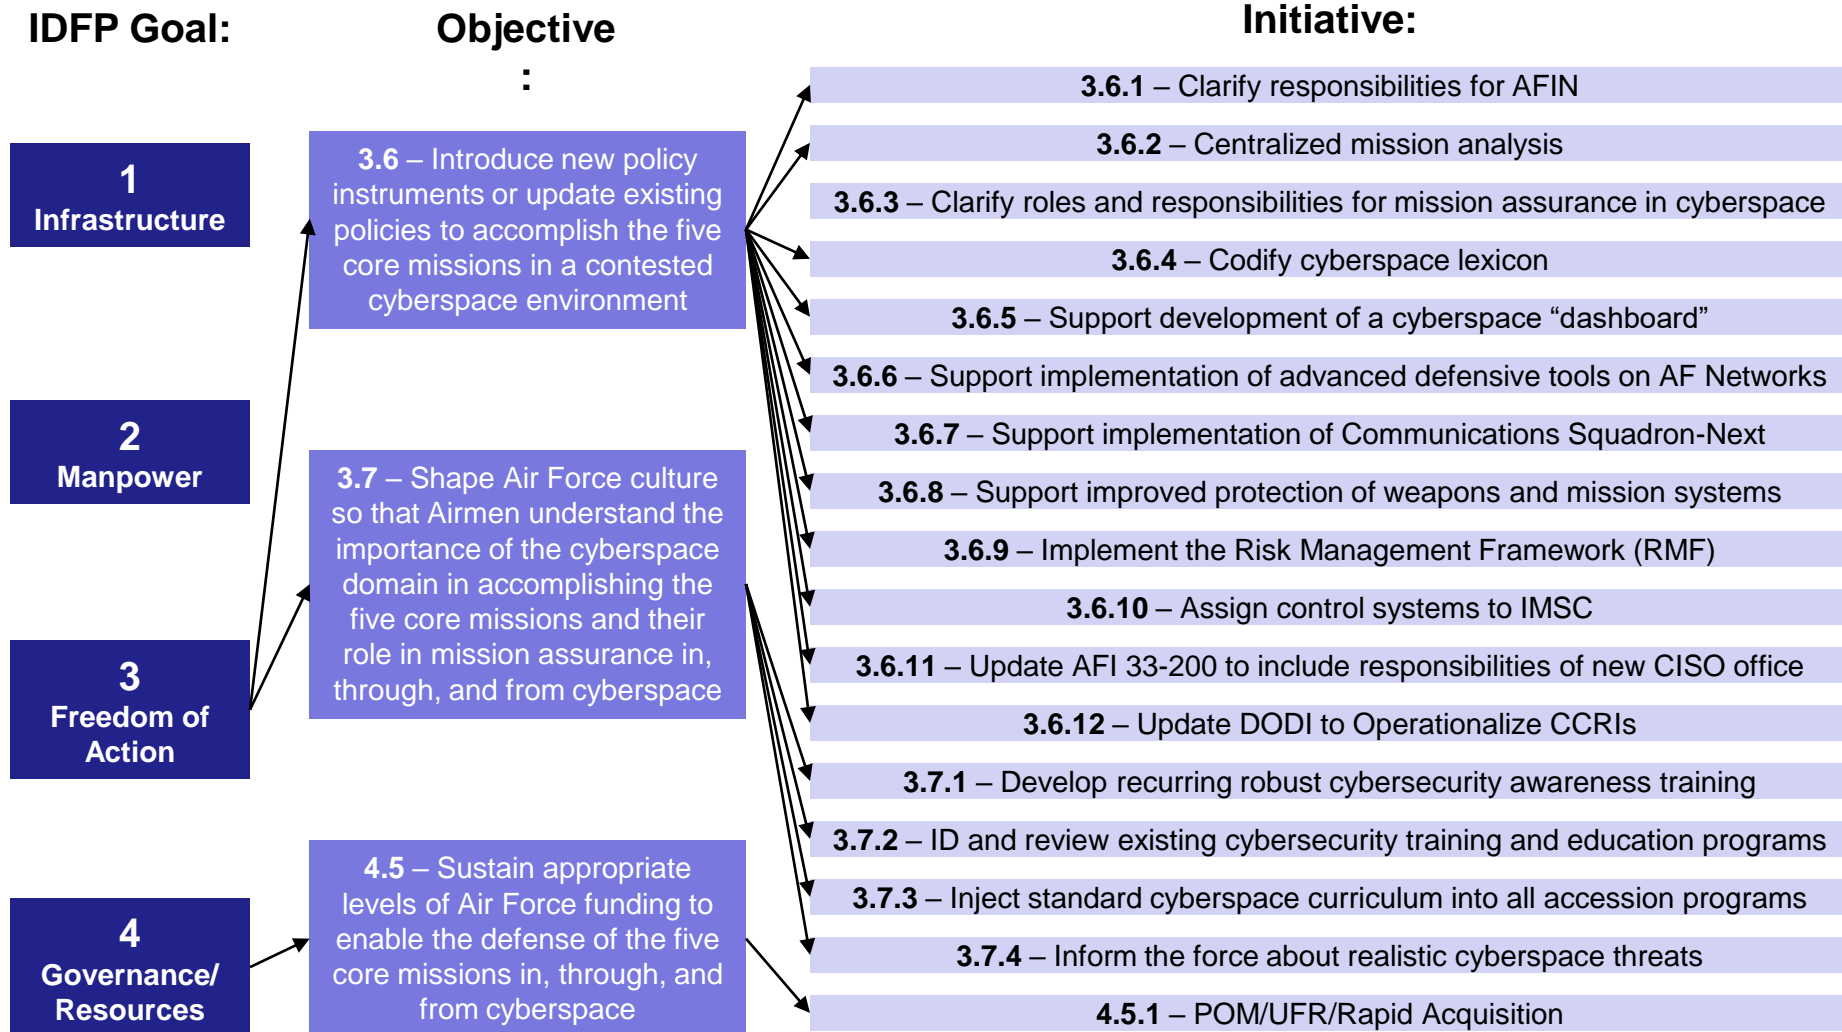 IDFP Goal:
Objective
:
Initiative:
1
Infrastructure
2
Manpower
3
Freedom of
Action
4
Governance/
Resources
3.6 – Introduce new policy
instruments or update existing
policies to accomplish the five
core missions in a contested
cyberspace environment
3.7 – Shape Air Force culture
so that Airmen understand the
importance of the cyberspace
domain in accomplishing the
five core missions and their
role in mission assurance in,
through, and from cyberspace
4.5 – Sustain appropriate
levels of Air Force funding to
enable the defense of the five
core missions in, through, and
from cyberspace
3.6.1 – Clarify responsibilities for AFIN
3.6.2 – Centralized mission analysis
3.6.3 – Clarify roles and responsibilities for mission assurance in cyberspace
3.6.4 – Codify cyberspace lexicon
3.6.5 – Support development of a cyberspace “dashboard”
3.6.6 – Support implementation of advanced defensive tools on AF Networks
3.6.7 – Support implementation of Communications Squadron-Next
3.6.8 – Support improved protection of weapons and mission systems
3.6.9 – Implement the Risk Management Framework (RMF)
3.6.10 – Assign control systems to IMSC
3.6.11 – Update AFI 33-200 to include responsibilities of new CISO office
3.6.12 – Update DODI to Operationalize CCRIs
3.7.1 – Develop recurring robust cybersecurity awareness training
3.7.2 – ID and review existing cybersecurity training and education programs
3.7.3 – Inject standard cyberspace curriculum into all accession programs
3.7.4 – Inform the force about realistic cyberspace threats
4.5.1 – POM/UFR/Rapid Acquisition